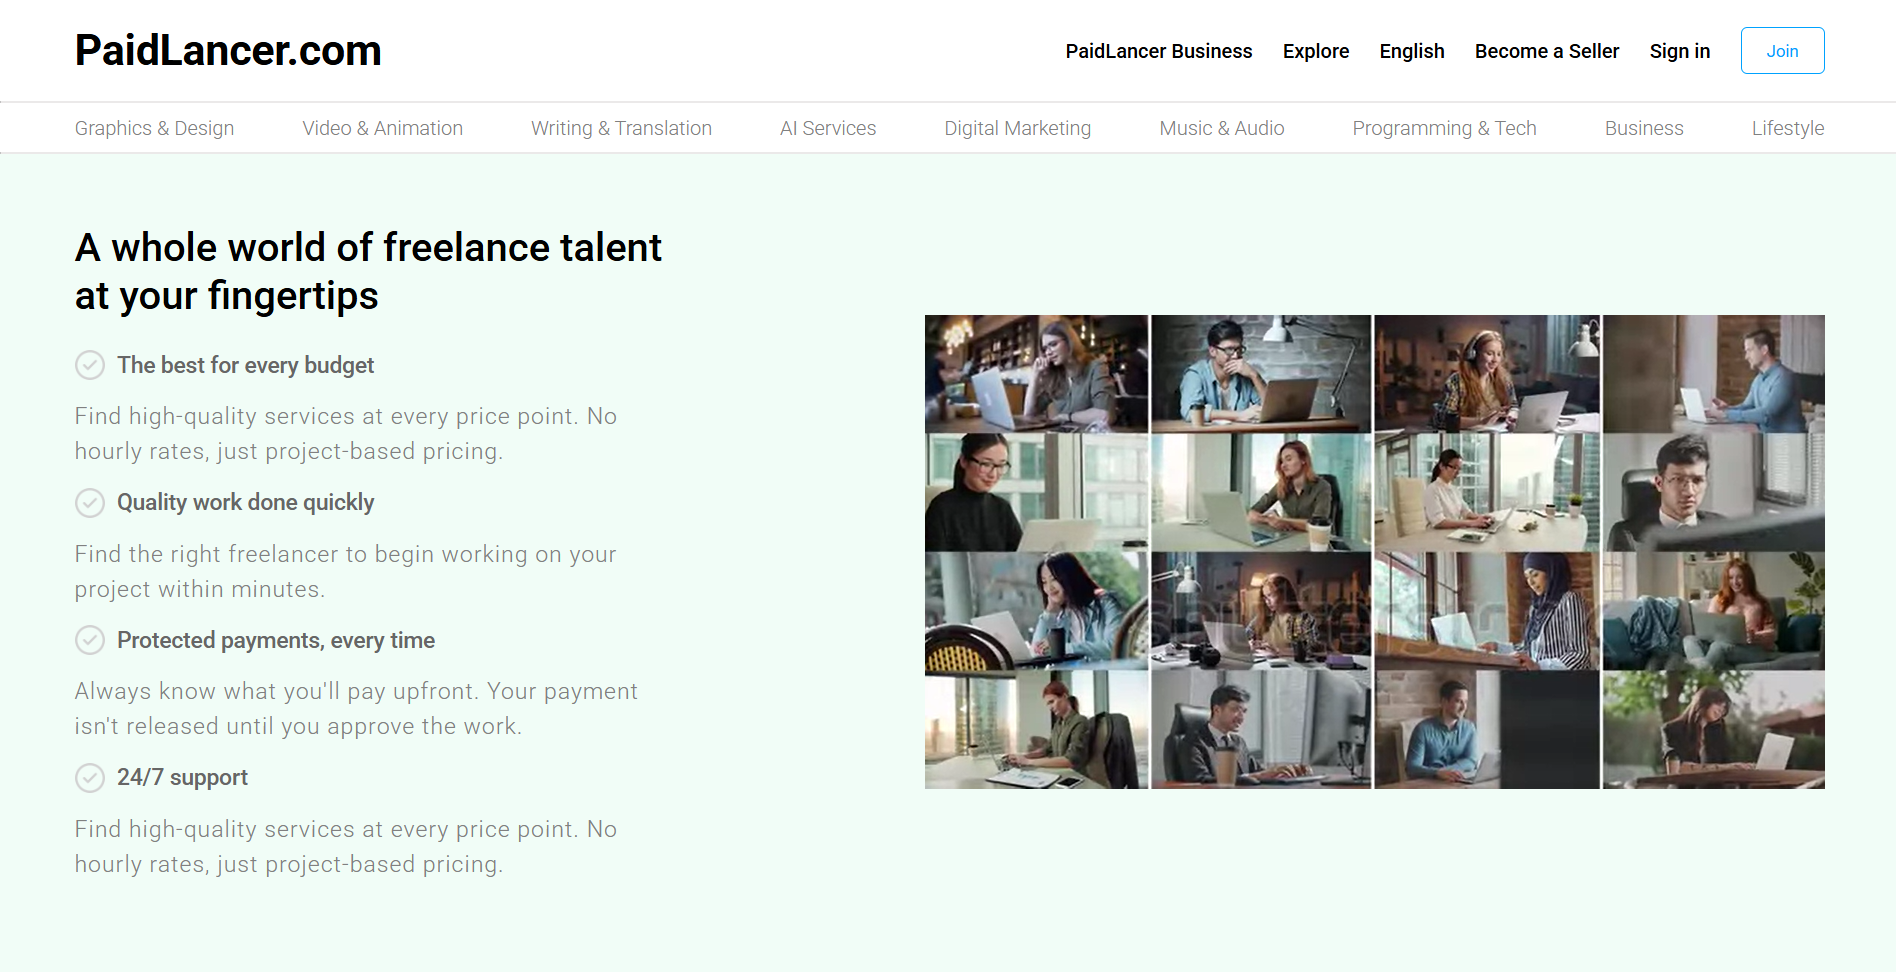 PaidLancer.com
PaidLancer Business
Explore
English
Become a Seller
Sign in
Join
Graphics & Design
Video & Animation
Writing & Translation
AI Services
Digital Marketing
Music & Audio
Programming & Tech
Business
Lifestyle
A whole world of freelance talent
at your fingertips
The best for every budget
Find high-quality services at every price point. No
hourly rates, just project-based pricing.
Quality work done quickly
Find the right freelancer to begin working on your
project within minutes.
Protected payments, every time
Always know what you'll pay upfront. Your payment
isn't released until you approve the work.
24/7 support
Find high-quality services at every price point. No
hourly rates, just project-based pricing.